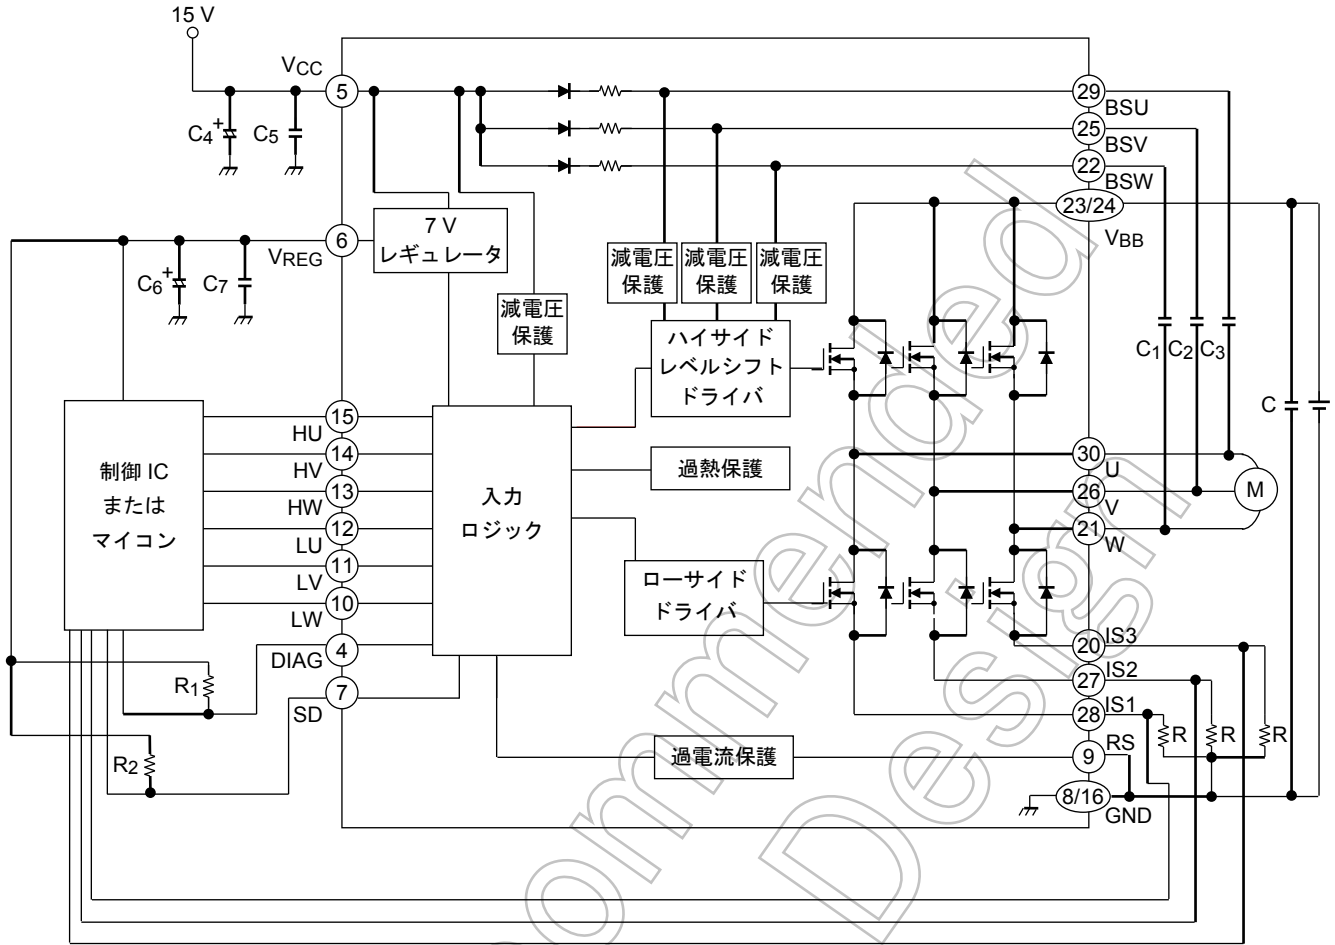 15 V
VCC
5
C4
+
C5
29
BSU
25
BSV
22
BSW
23/24
VBB
7 V
レギュレータ
6
VREG
C6
+
C7
減電圧
保護
減電圧
保護
減電圧
保護
減電圧
保護
ハイサイド
レベルシフト
ドライバ
C1
C2
C3
C
制御 IC
または
マイコン
15
HU
14
HV
13
HW
12
LU
11
LV
10
LW
4
DIAG
7
SD
入力
ロジック
過熱保護
ローサイド
ドライバ
30
U
26
V
21
W
M
20
IS3
27
IS2
28
IS1
R
R
R
9
RS
8/16
GND
R1
R2
過電流保護
ommended
Design